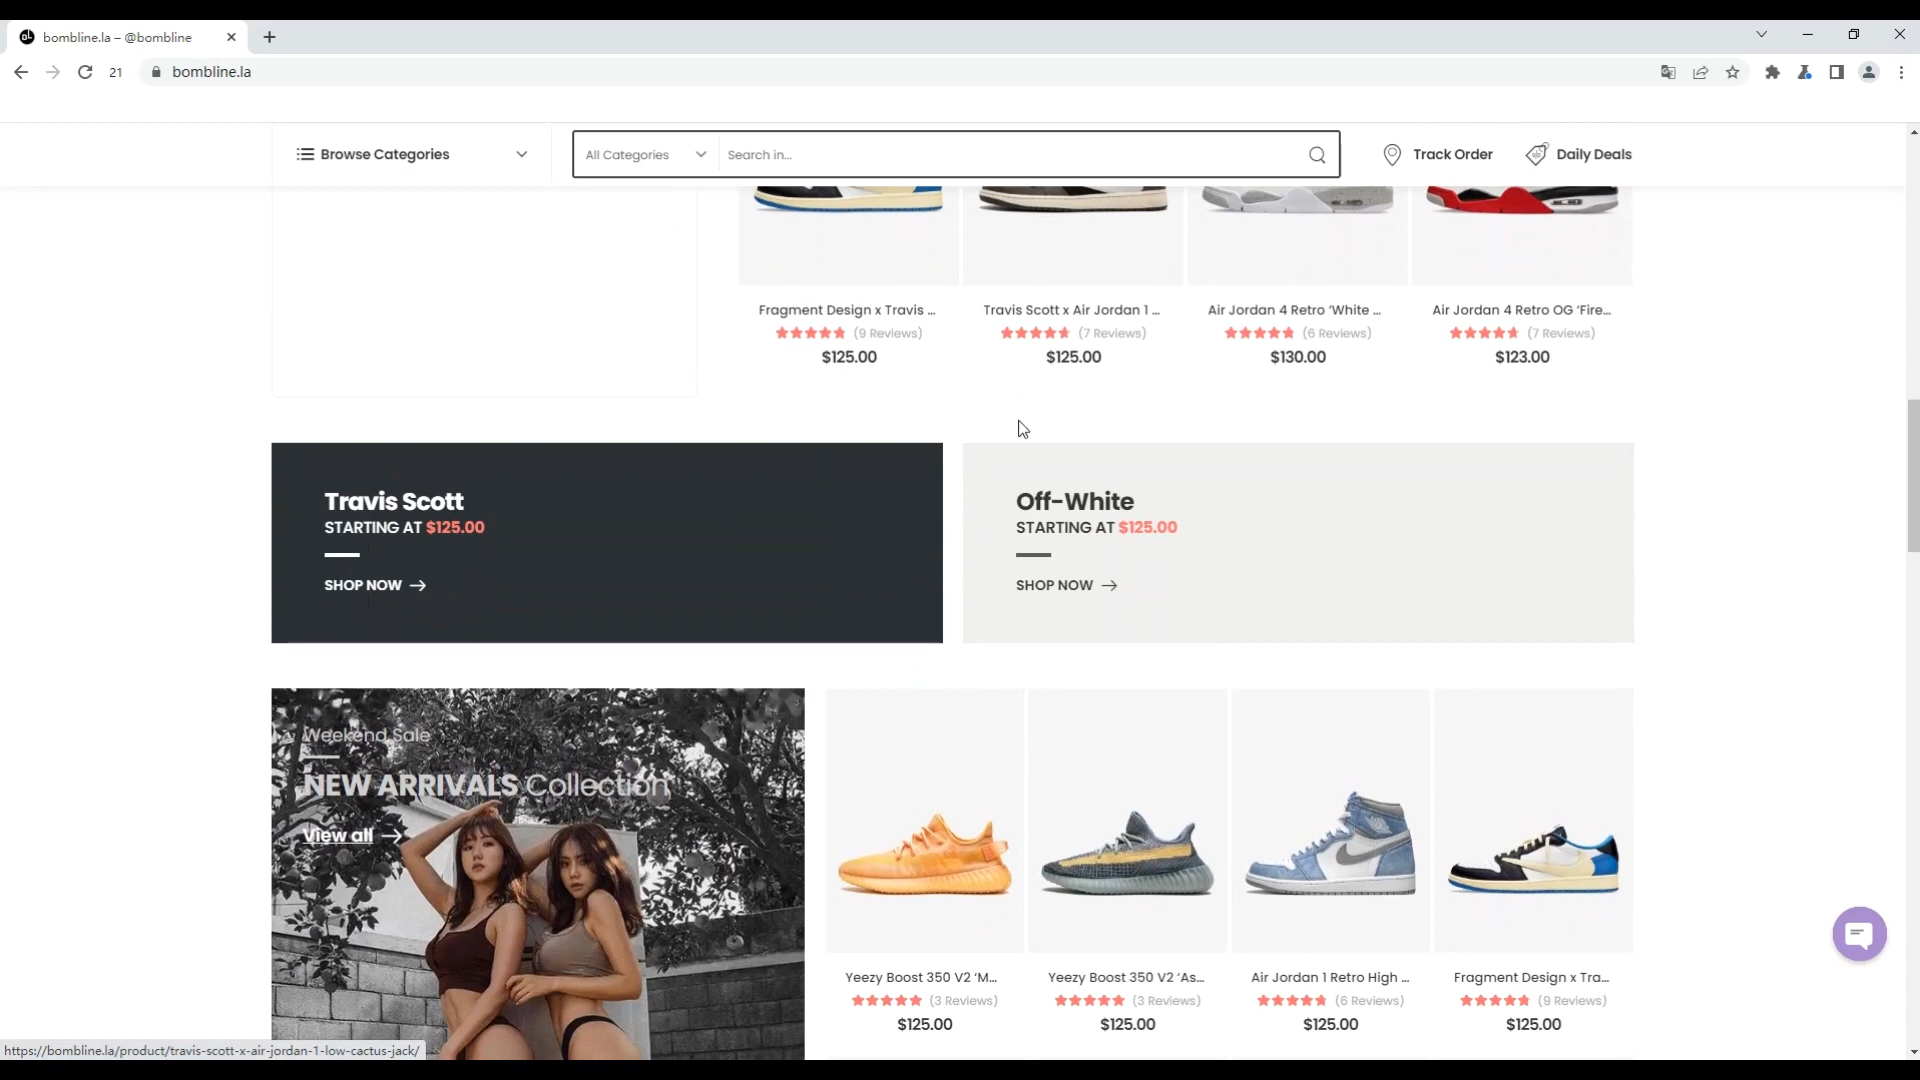 bombline.la – @bombline
21
bombline.la
Browse Categories
All Categories
Search in...
Track Order
Daily Deals
Fragment Design x Travis ...
(9 Reviews)
$125.00
Travis Scott x Air Jordan 1 ...
(7 Reviews)
$125.00
Air Jordan 4 Retro ‘White ...
(6 Reviews)
$130.00
Air Jordan 4 Retro OG ‘Fire...
(7 Reviews)
$123.00
Travis Scott
STARTING AT $125.00
SHOP NOW
Off-White
STARTING AT $125.00
SHOP NOW
Weekend Sale
NEW ARRIVALS Collection
View all
Yeezy Boost 350 V2 ‘M...
(3 Reviews)
$125.00
Yeezy Boost 350 V2 ‘As...
(3 Reviews)
$125.00
Air Jordan 1 Retro High ...
(6 Reviews)
$125.00
Fragment Design x Tra...
(9 Reviews)
$125.00
https://bombline.la/product/travis-scott-x-air-jordan-1-low-cactus-jack/